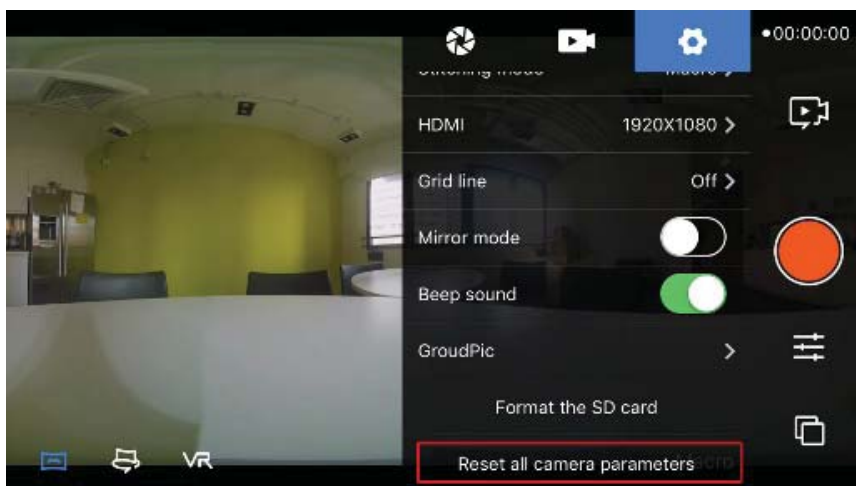 ●00:00:00
HDMI 1920X1080 >
Grid line Off >
Mirror mode
Beep sound
GroudPic >
Format the SD card
Reset all camera parameters
VR